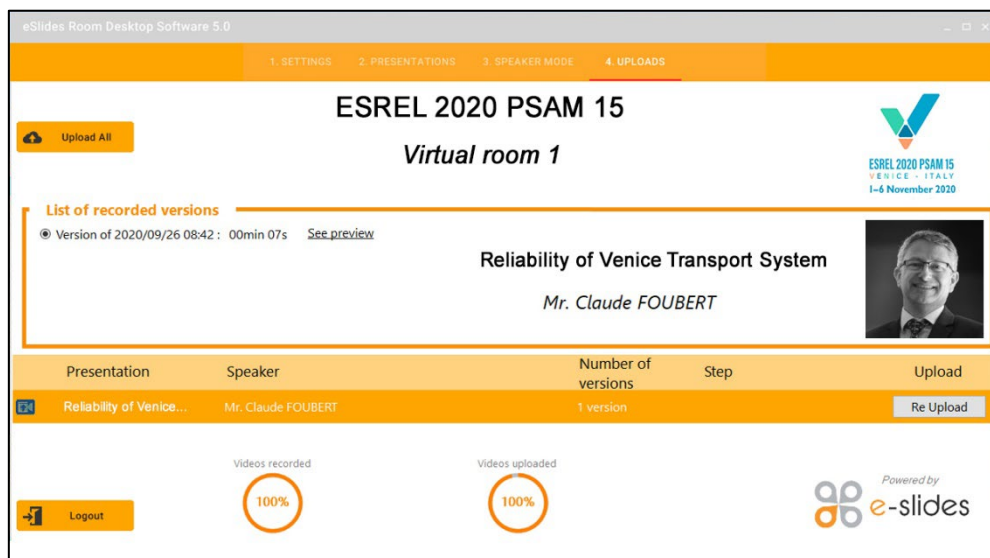 eSlides Room Desktop Software 5.0
1. SETTINGS 2. PRESENTATIONS 3. SPEAKER MODE 4. UPLOADS
Upload All
ESREL 2020 PSAM 15
Virtual room 1
ESREL 2020 PSAM 15
VENICE - ITALY
1–6 November 2020
List of recorded versions
Version of 2020/09/26 08:42 : 00min 07s See preview
Reliability of Venice Transport System
Mr. Claude FOUBERT
Presentation Speaker Number of versions Step Upload
Reliability of Venice... Mr. Claude FOUBERT 1 version Re Upload
Videos recorded
100%
Videos uploaded
100%
Logout
Powered by
e-slides